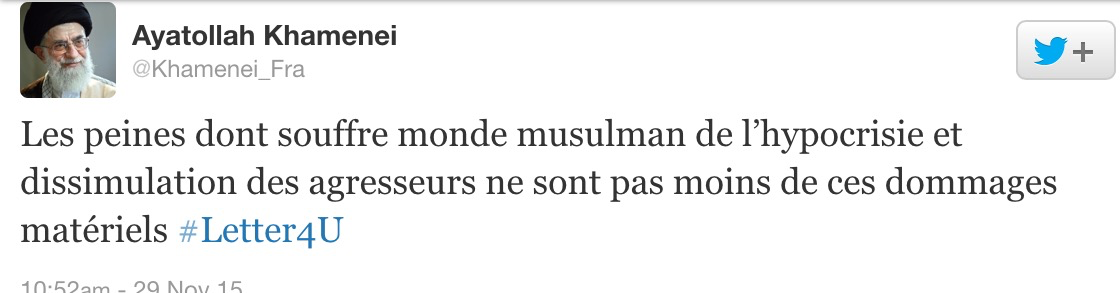 Ayatollah Khamenei
@Khamenei_Fra
Les peines dont souffre monde musulman de l’hypocrisie et
dissimulation des agresseurs ne sont pas moins de ces dommages
matériels #Letter4U
10:52am - 29 Nov 15